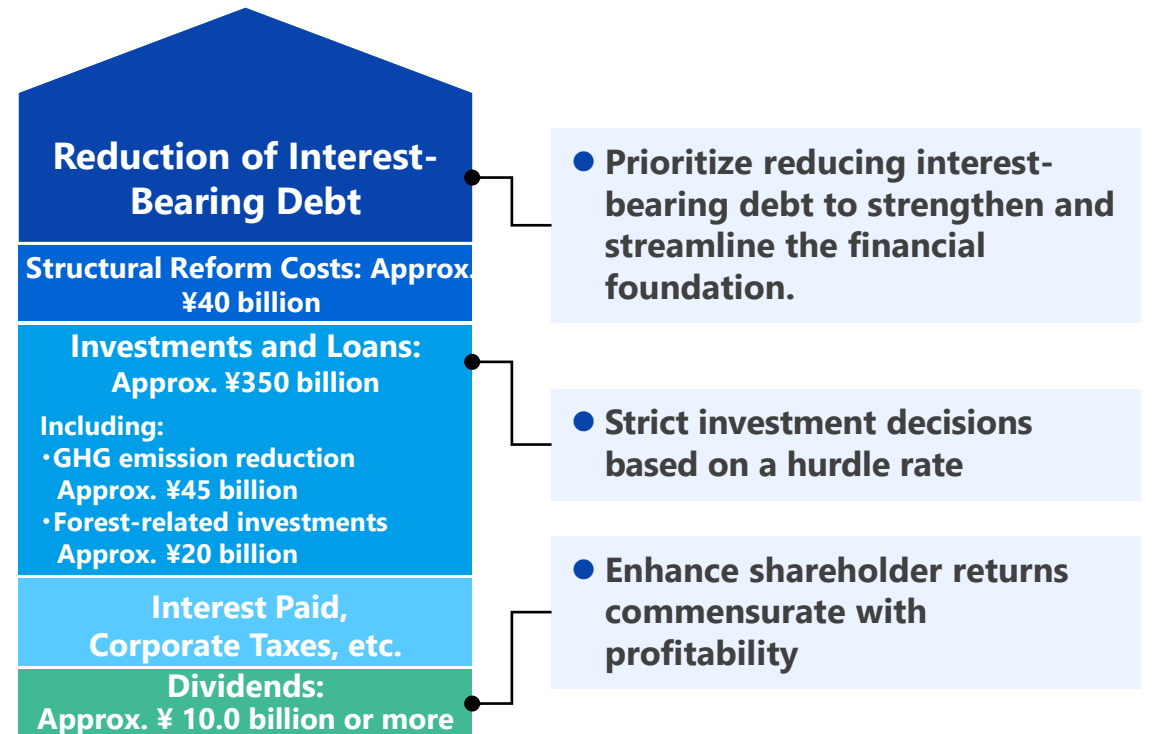 Reduction of Interest-
Bearing Debt
Structural Reform Costs: Approx.
¥40 billion
Investments and Loans:
Approx. ¥350 billion
Including:
・GHG emission reduction
Approx. ¥45 billion
・Forest-related investments
Approx. ¥20 billion
Interest Paid,
Corporate Taxes, etc.
Dividends:
Approx. ¥ 10.0 billion or more
● Prioritize reducing interest-
bearing debt to strengthen and
streamline the financial
foundation.
● Strict investment decisions
based on a hurdle rate
● Enhance shareholder returns
commensurate with
profitability